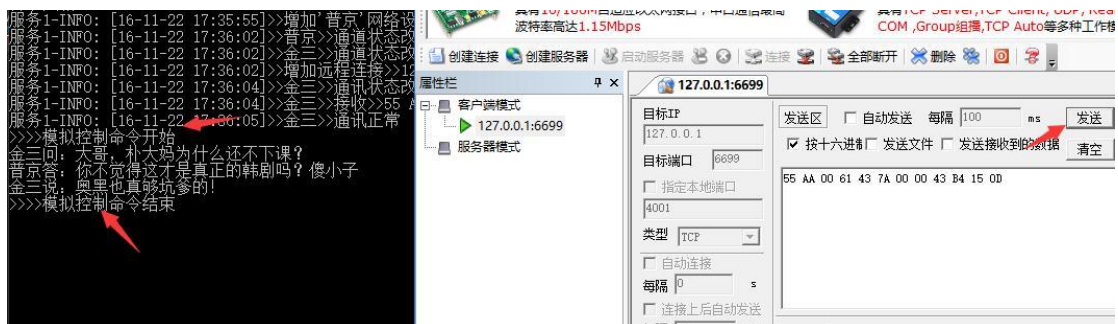 服务1-INFO: [16-11-22 17:35:55]>>增加'普京'网络设
服务1-INFO: [16-11-22 17:36:02]>>普京>>通道状态改
服务1-INFO: [16-11-22 17:36:02]>>金三>>通道状态改
服务1-INFO: [16-11-22 17:36:02]>>增加远程连接>>12
服务1-INFO: [16-11-22 17:36:04]>>金三>>通讯状态改
服务1-INFO: [16-11-22 17:36:04]>>金三>>接收>>55 A
服务1-INFO: [16-11-22 17:36:05]>>金三>>通讯正常
>>>>模拟控制命令开始
金三问: 大哥, 朴大妈为什么还不下课?
普京答: 你不觉得这才是真正的韩剧吗? 傻小子
金三说: 奥黑也真够坑爹的!
>>>>模拟控制命令结束
具有10/100M自适应以太网接口, 串口通信最高
波特率高达1.15Mbps
具有TCP Server,TCP Client, UDP, Real
COM ,Group组播,TCP Auto等多种工作模
创建连接 创建服务器 启动服务器 连接 全部断开 删除
属性栏
客户端模式
127.0.0.1:6699
服务器模式
127.0.0.1:6699
目标IP
127.0.0.1
目标端口 6699
指定本地端口
4001
类型 TCP
自动连接
每隔 0 s
连接上后自动发送
发送区 自动发送 每隔 100 ms 发送
按十六进制 发送文件 发送接收到的数据 清空
55 AA 00 61 43 7A 00 00 43 B4 15 0D